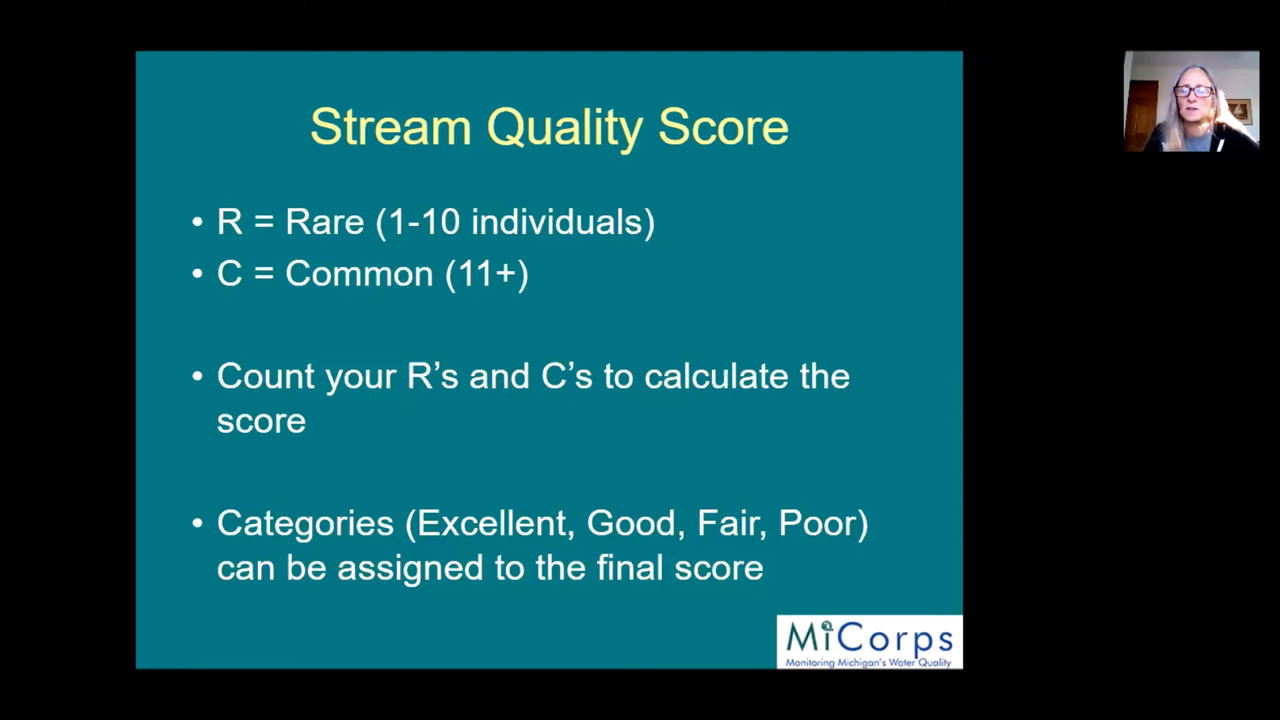 Stream Quality Score
• R = Rare (1-10 individuals)
• C = Common (11+)
• Count your R’s and C’s to calculate the
score
• Categories (Excellent, Good, Fair, Poor)
can be assigned to the final score
MiCorps
Monitoring Michigan's Water Quality